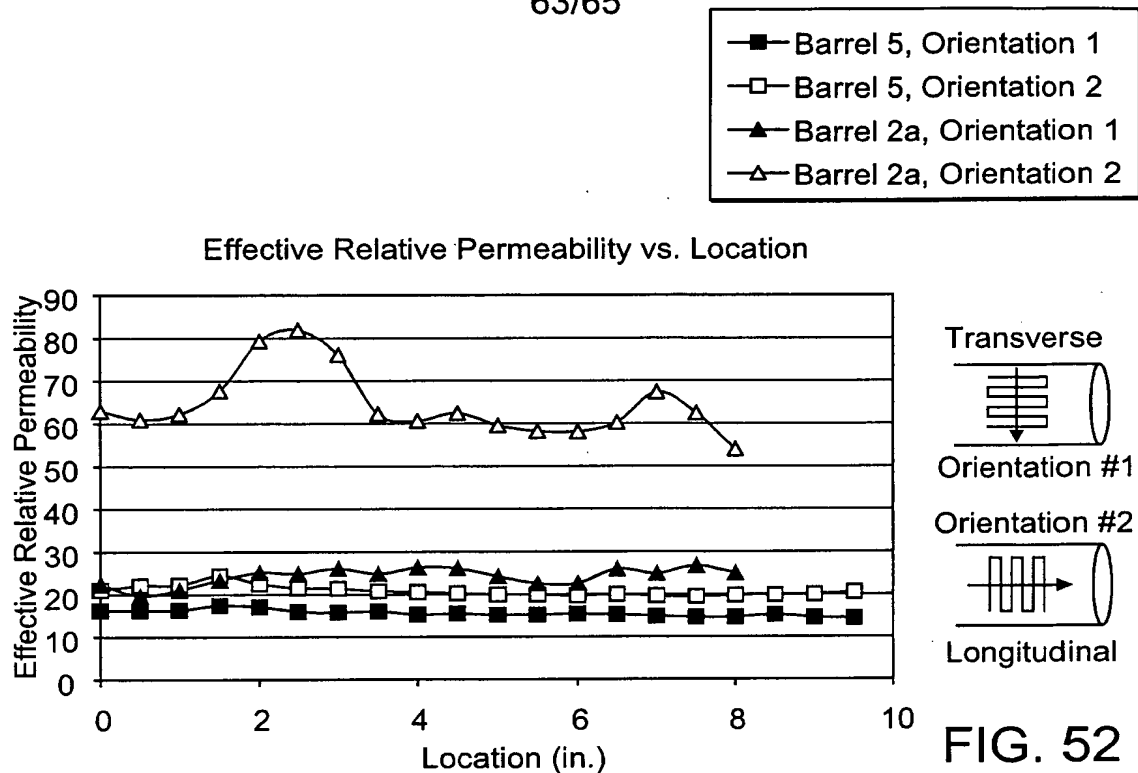 63/65
Barrel 5, Orientation 1
Barrel 5, Orientation 2
Barrel 2a, Orientation 1
Barrel 2a, Orientation 2
Effective Relative Permeability vs. Location
Effective Relative Permeability
90
80
70
60
50
40
30
20
10
0
0 2 4 6 8 10
Location (in.)
Transverse
Orientation #1
Orientation #2
Longitudinal
FIG. 52